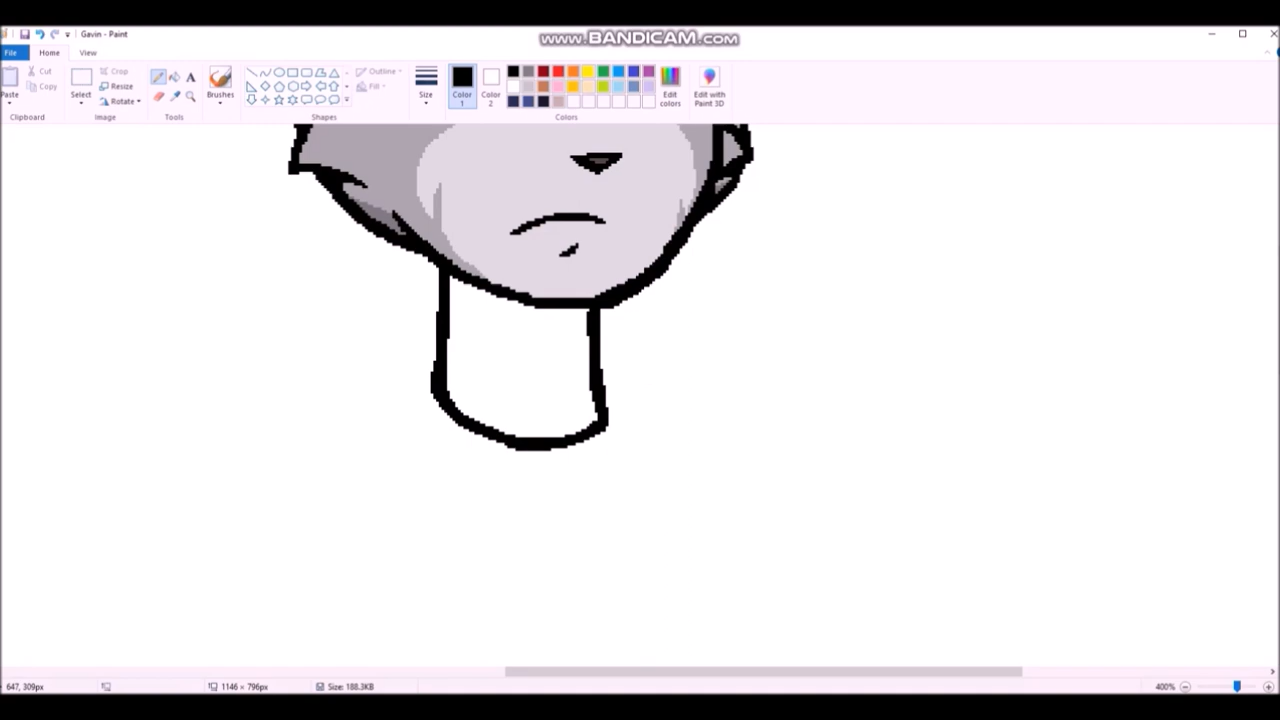 Gavin - Paint
www.BANDICAM.com
File Home View
Cut
Copy
Paste
Clipboard
Select
Crop
Resize
Rotate
Image
Tools
Brushes
Outline
Fill
Shapes
Size
Color 1
Color 2
Edit colors
Edit with Paint 3D
Colors
647, 309px
1146 × 796px
Size: 188.3KB
400%